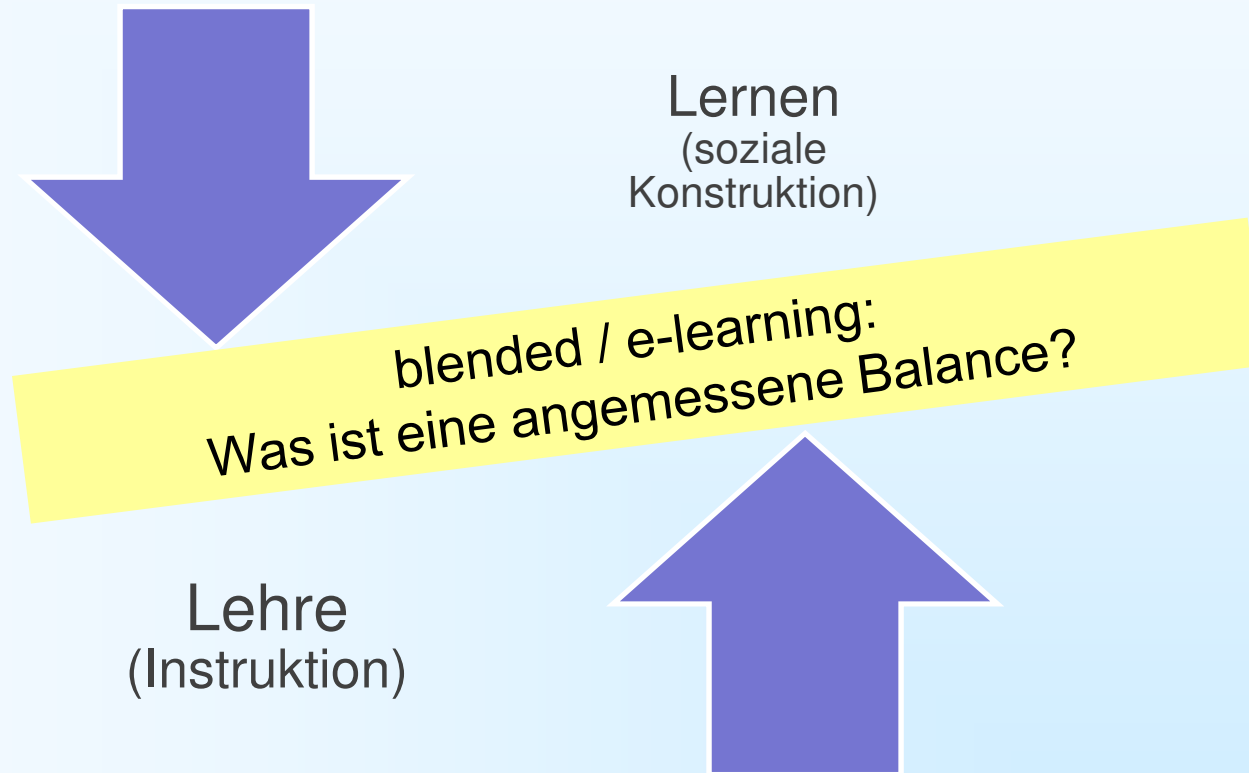 Lernen
(soziale
Konstruktion)
blended / e-learning:
Was ist eine angemessene Balance?
Lehre
(Instruktion)